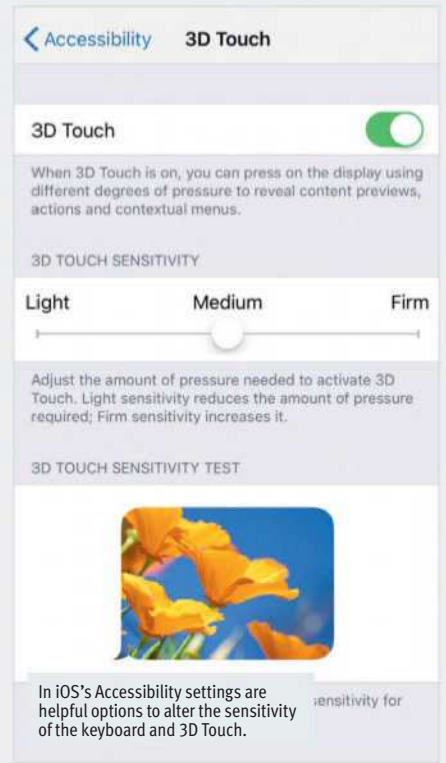 Accessibility 3D Touch
3D Touch
When 3D Touch is on, you can press on the display using
different degrees of pressure to reveal content previews,
actions and contextual menus.
3D TOUCH SENSITIVITY
Light Medium Firm
Adjust the amount of pressure needed to activate 3D
Touch. Light sensitivity reduces the amount of pressure
required; Firm sensitivity increases it.
3D TOUCH SENSITIVITY TEST
In iOS's Accessibility settings are
helpful options to alter the sensitivity
of the keyboard and 3D Touch.
sensitivity for